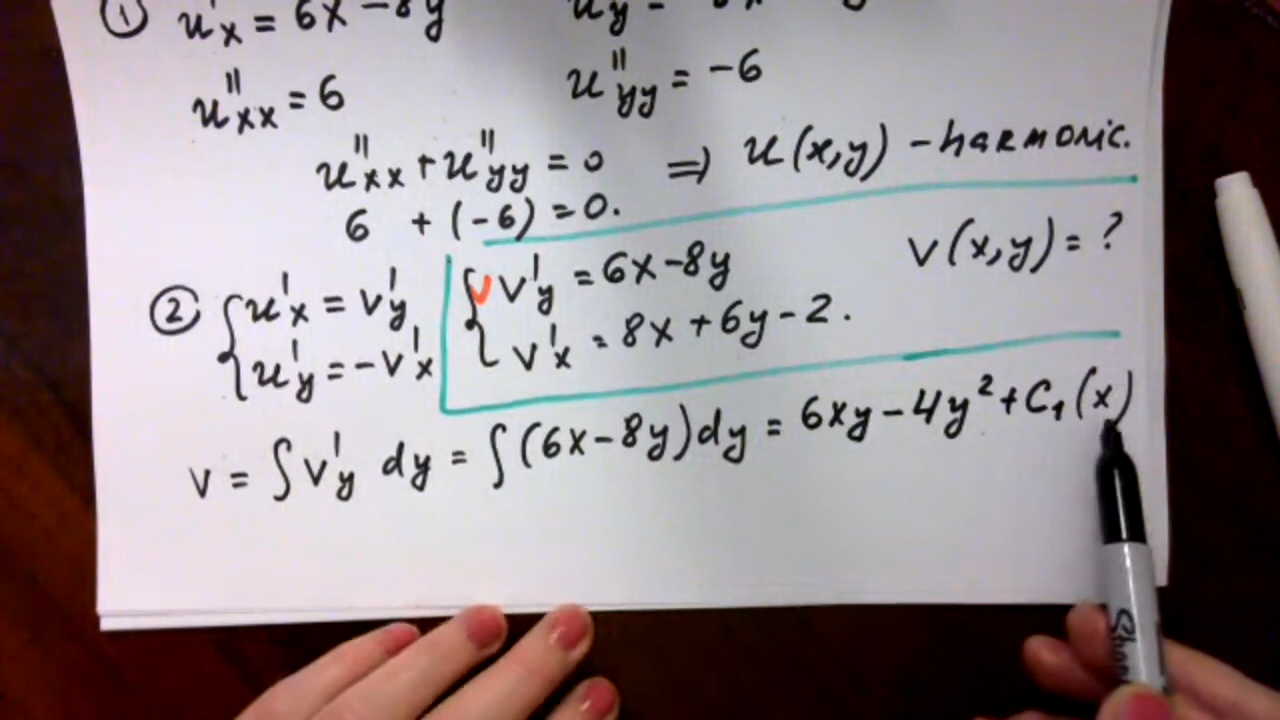 ① u'x = 6x - 8y
u''xx = 6 u''yy = -6
u''xx + u''yy = 0 ⇒ u(x,y) - harmonic.
6 + (-6) = 0.
② { u'x = v'y { v v'y = 6x - 8y v(x,y) = ?
u'y = -v'x v'x = 8x + 6y - 2.
v = ∫ v'y dy = ∫ (6x - 8y) dy = 6xy - 4y² + C₁(x)